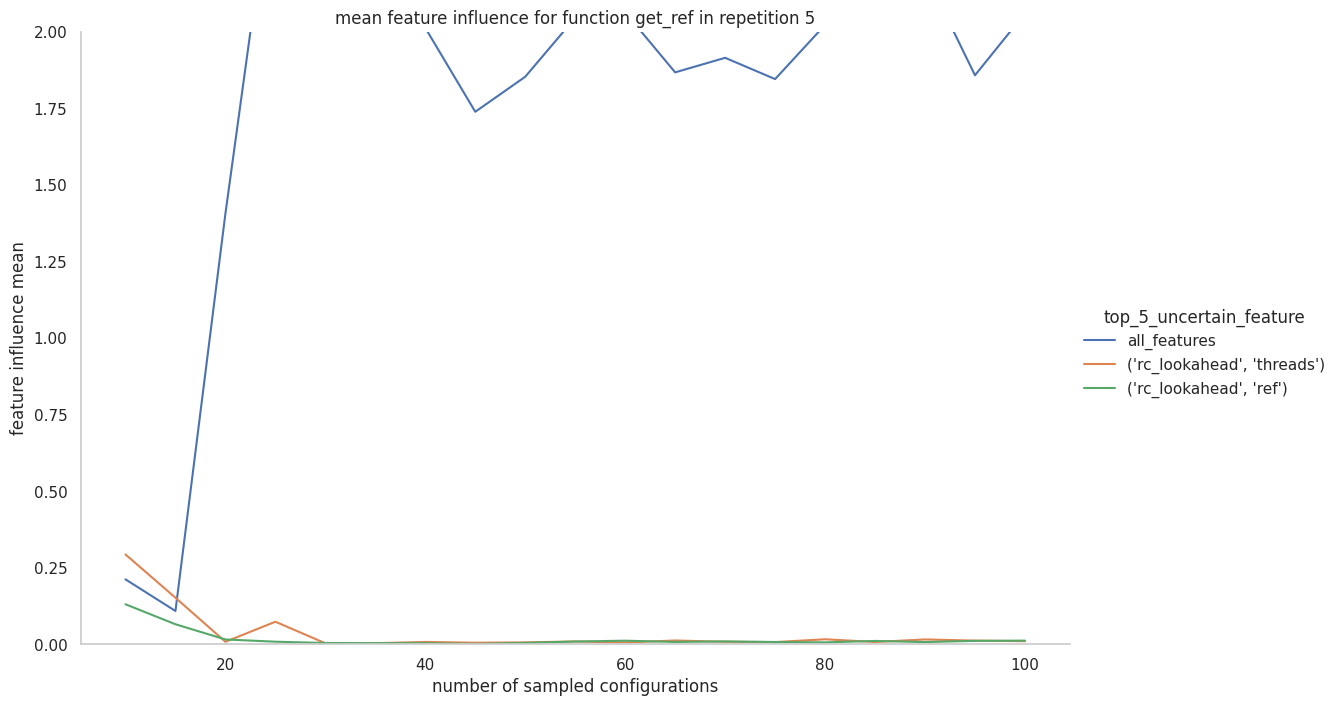 mean feature influence for function get_ref in repetition 5
2.00
1.75
1.50
1.25
1.00
0.75
0.50
0.25
0.00
feature influence mean
20
40
60
80
100
number of sampled configurations
top_5_uncertain_feature
all_features
('rc_lookahead', 'threads')
('rc_lookahead', 'ref')